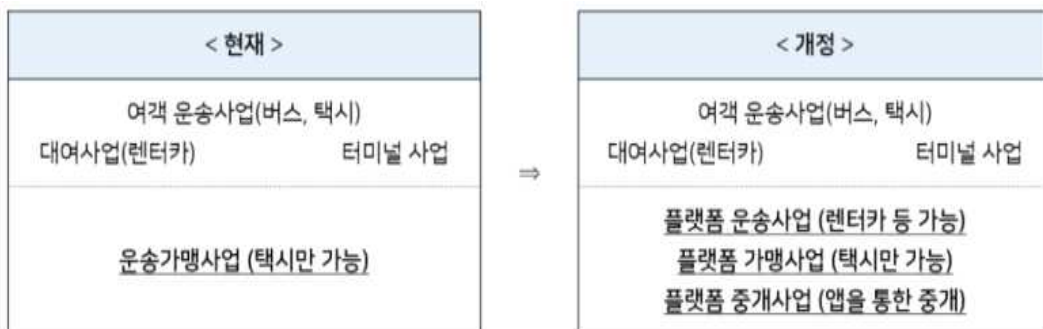 < 현재 >
여객 운송사업(버스, 택시)
대여사업(렌터카) 터미널 사업
운송가맹사업 (택시만 가능)
⇒
< 개정 >
여객 운송사업(버스, 택시)
대여사업(렌터카) 터미널 사업
플랫폼 운송사업 (렌터카 등 가능)
플랫폼 가맹사업 (택시만 가능)
플랫폼 중개사업 (앱을 통한 중개)